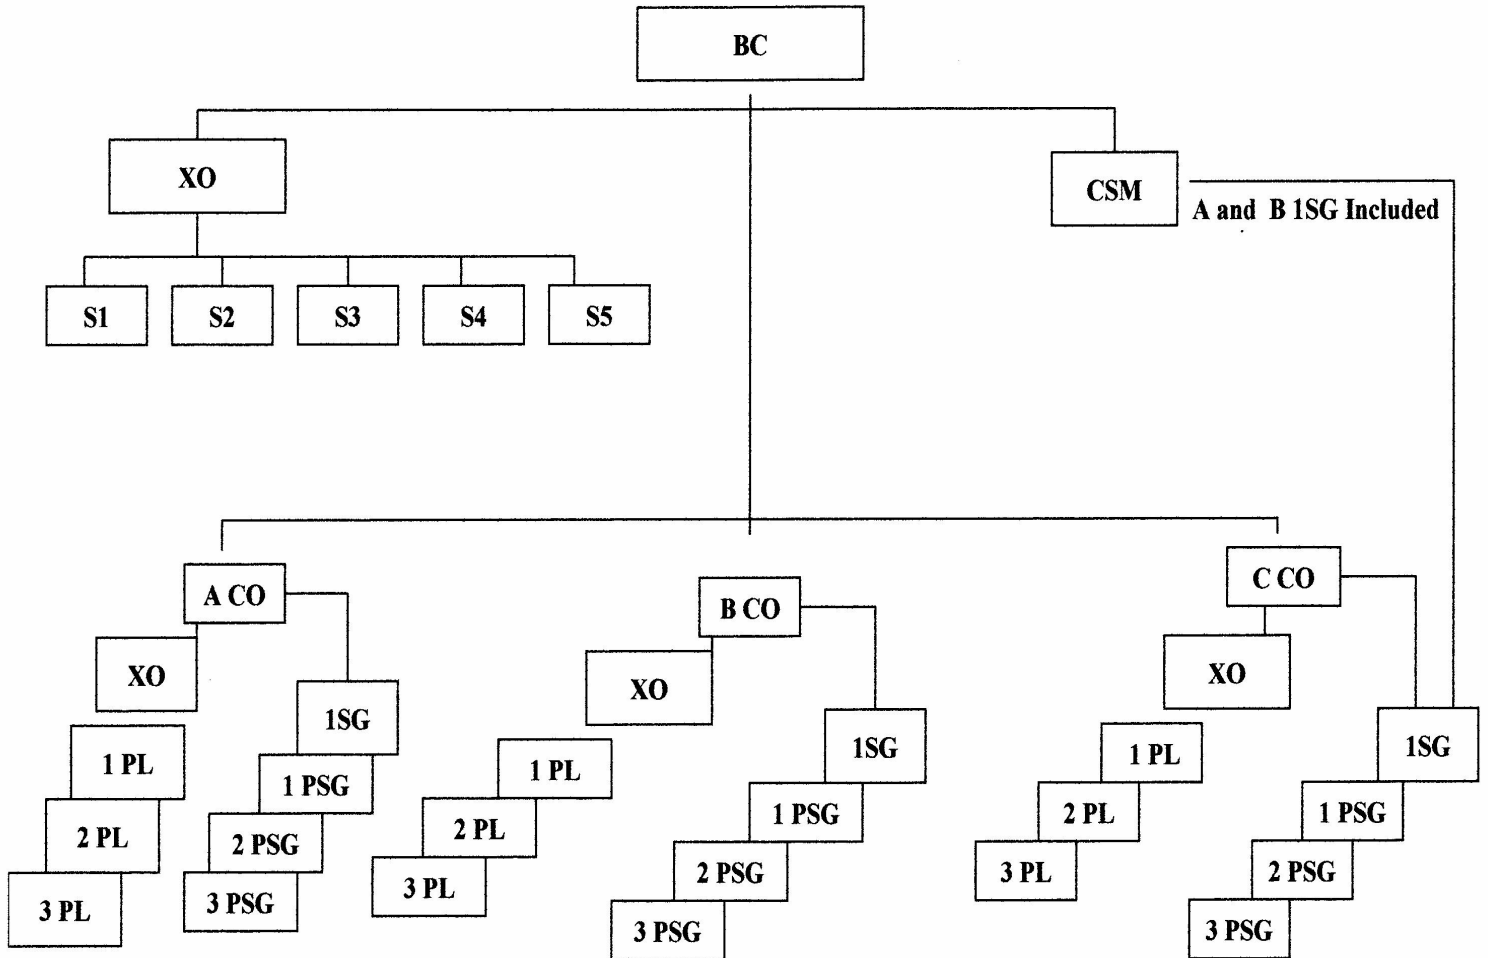 BC
XO
CSM
A and B 1SG Included
S1
S2
S3
S4
S5
A CO
XO
1SG
1 PL
2 PL
3 PL
1 PSG
2 PSG
3 PSG
B CO
XO
1SG
1 PL
2 PL
3 PL
1 PSG
2 PSG
3 PSG
C CO
XO
1SG
1 PL
2 PL
3 PL
1 PSG
2 PSG
3 PSG